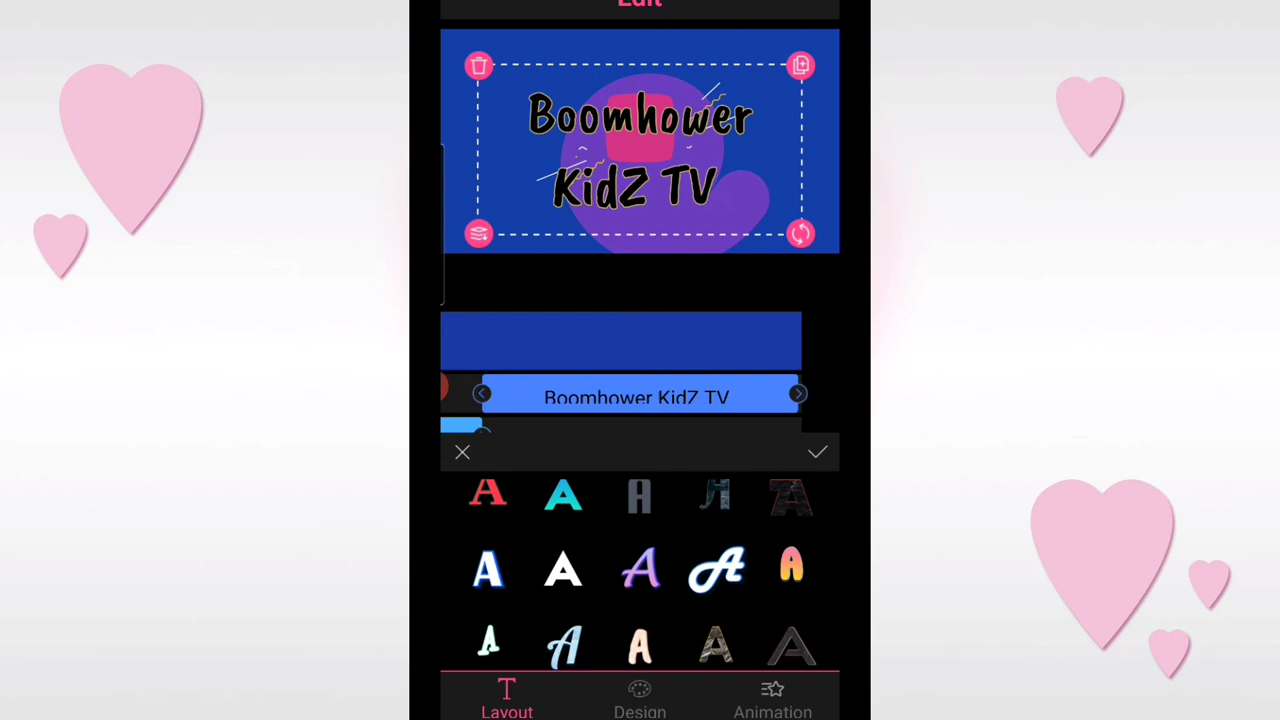 Edit
Boomhower
KidZ TV
Boomhower KidZ TV
A A A A A
A A A A A
A A A A A
Layout Design Animation